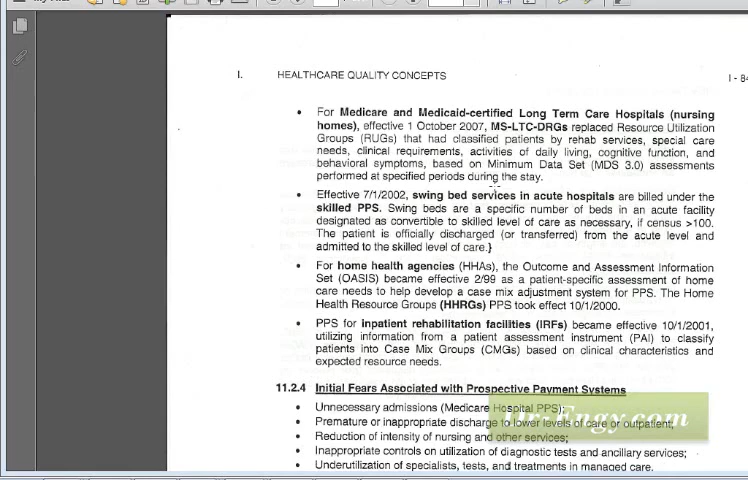 I. HEALTHCARE QUALITY CONCEPTS I - 84
• For Medicare and Medicaid-certified Long Term Care Hospitals (nursing
homes), effective 1 October 2007, MS-LTC-DRGs replaced Resource Utilization
Groups (RUGs) that had classified patients by rehab services, special care
needs, clinical requirements, activities of daily living, cognitive function, and
behavioral symptoms, based on Minimum Data Set (MDS 3.0) assessments
performed at specified periods during the stay.
• Effective 7/1/2002, swing bed services in acute hospitals are billed under the
skilled PPS. Swing beds are a specific number of beds in an acute facility
designated as convertible to skilled level of care as necessary, if census >100.
The patient is officially discharged (or transferred) from the acute level and
admitted to the skilled level of care.}
• For home health agencies (HHAs), the Outcome and Assessment Information
Set (OASIS) became effective 2/99 as a patient-specific assessment of home
care needs to help develop a case mix adjustment system for PPS. The Home
Health Resource Groups (HHRGs) PPS took effect 10/1/2000.
• PPS for inpatient rehabilitation facilities (IRFs) became effective 10/1/2001,
utilizing information from a patient assessment instrument (PAI) to classify
patients into Case Mix Groups (CMGs) based on clinical characteristics and
expected resource needs.
11.2.4 Initial Fears Associated with Prospective Payment Systems
• Unnecessary admissions (Medicare Hospital PPS);
• Premature or inappropriate discharge to lower levels of care or outpatient;
• Reduction of intensity of nursing and other services;
• Inappropriate controls on utilization of diagnostic tests and ancillary services;
• Underutilization of specialists, tests, and treatments in managed care.
Dr-Engy.com